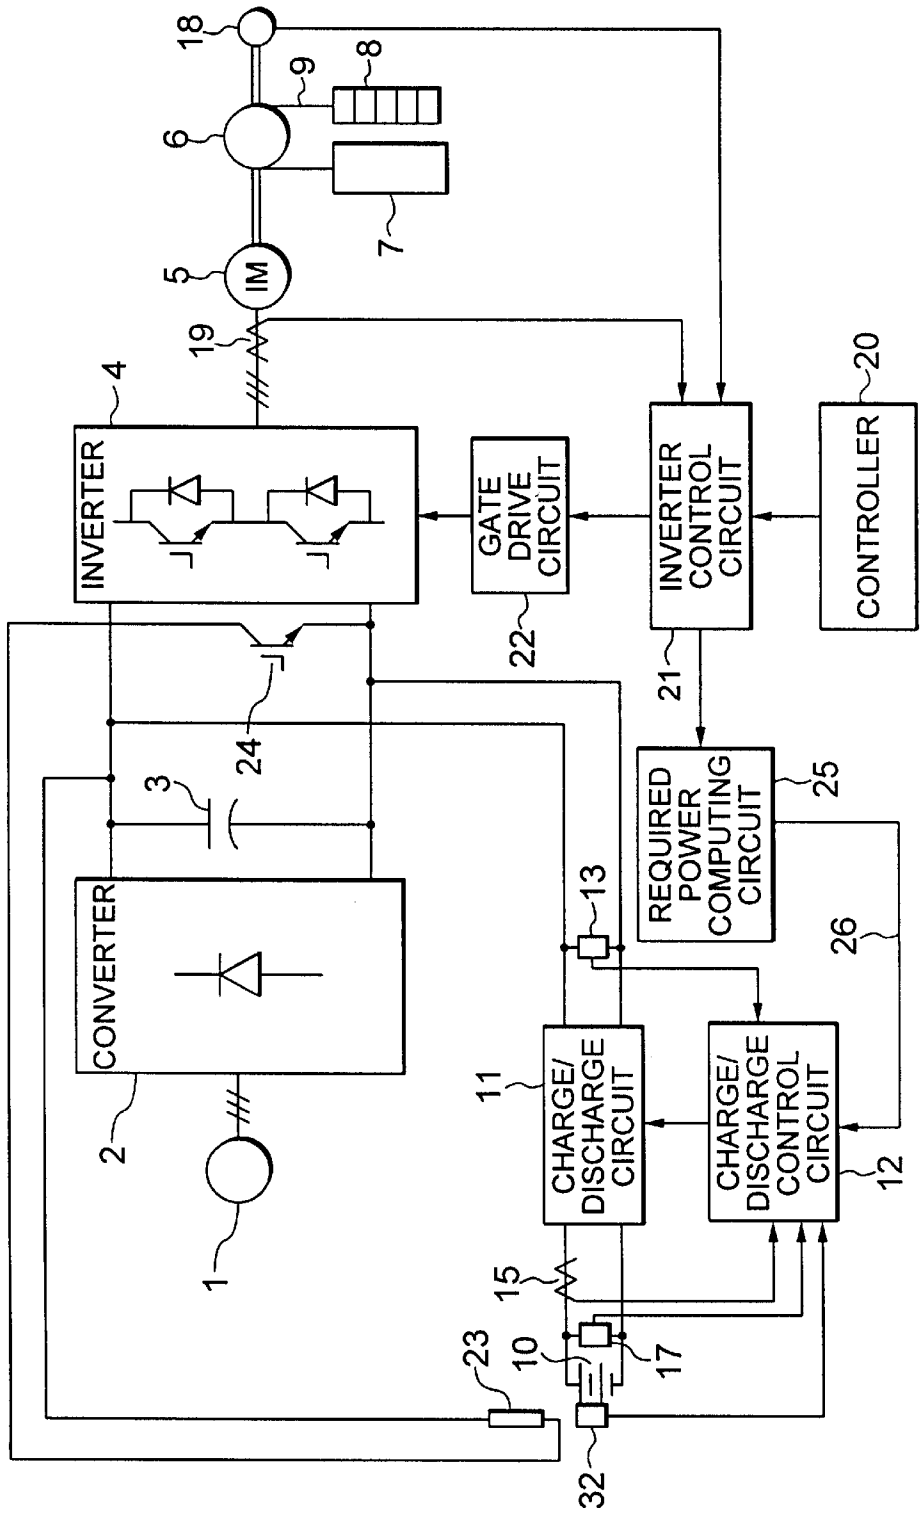 INVERTER
CONVERTER
2
4
3
5
6
18
19
1
24
9
8
7
23
11
GATE
DRIVE
CIRCUIT
15
10
22
CHARGE/
DISCHARGE
CIRCUIT
IM
32
13
17
21
INVERTER
CONTROL
CIRCUIT
REQUIRED
POWER
COMPUTING
CIRCUIT
CHARGE/
DISCHARGE
CONTROL
CIRCUIT
25
26
20
CONTROLLER
12